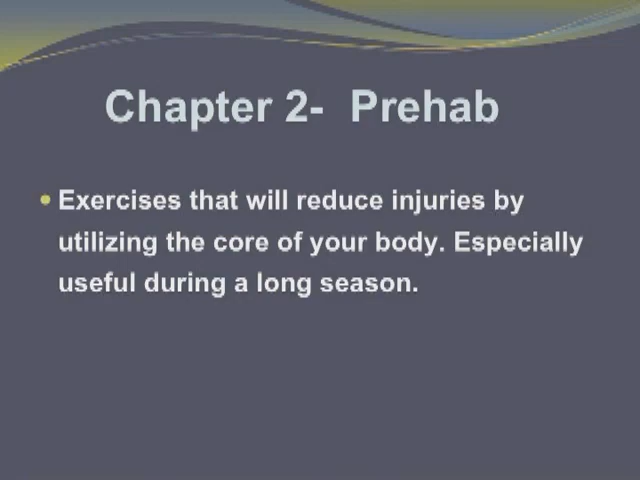 Chapter 2-  Prehab
• Exercises that will reduce injuries by
utilizing the core of your body. Especially
useful during a long season.